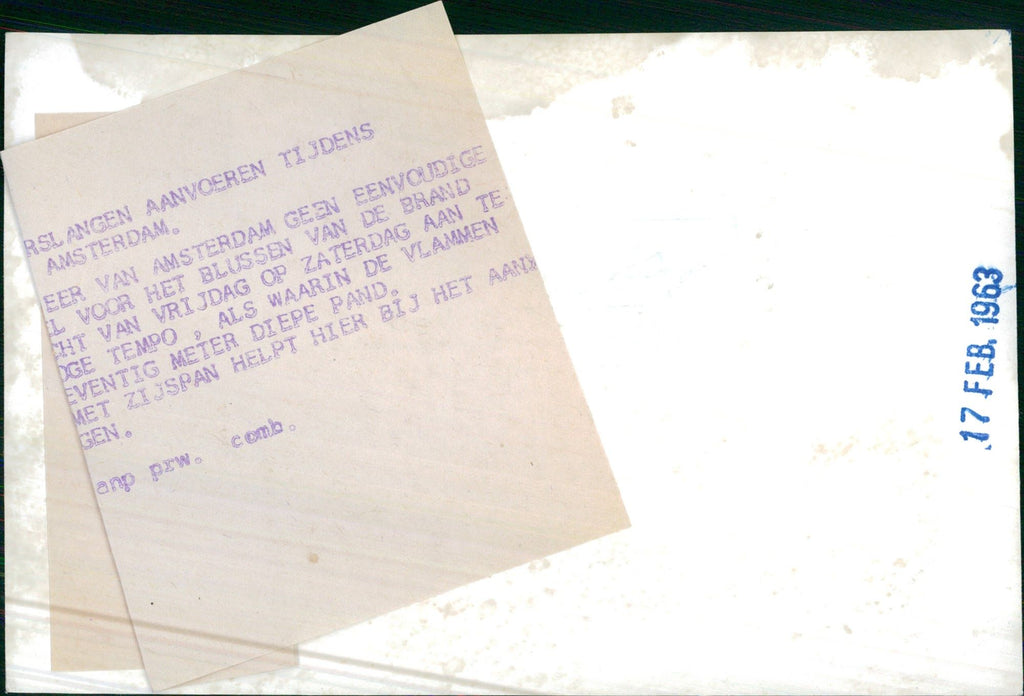 RSLANGEN AANVOEREN TIJDENS
AMSTERDAM.
EER VAN AMSTERDAM GEEN EENVOUDIGE
L VOOR HET BLUSSEN VAN DE BRAND
CHT VAN VRIJDAG OP ZATERDAG AAN TE
OGE TEMPO , ALS WAARIN DE VLAMMEN
EVENTIG METER DIEPE PAND.
MET ZIJSPAN HELPT HIER BIJ HET AANV
GEN.
anp prw. comb.
17 FEB. 1963